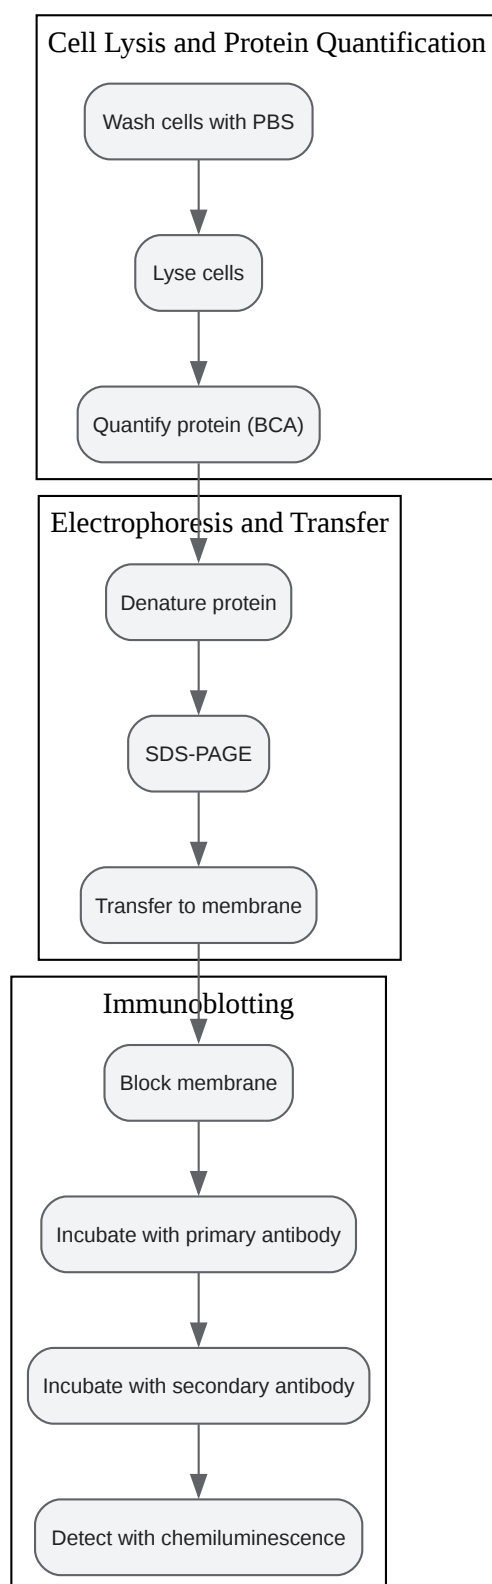 Cell Lysis and Protein Quantification
Wash cells with PBS
Lyse cells
Quantify protein (BCA)
Electrophoresis and Transfer
Denature protein
SDS-PAGE
Transfer to membrane
Immunoblotting
Block membrane
Incubate with primary antibody
Incubate with secondary antibody
Detect with chemiluminescence